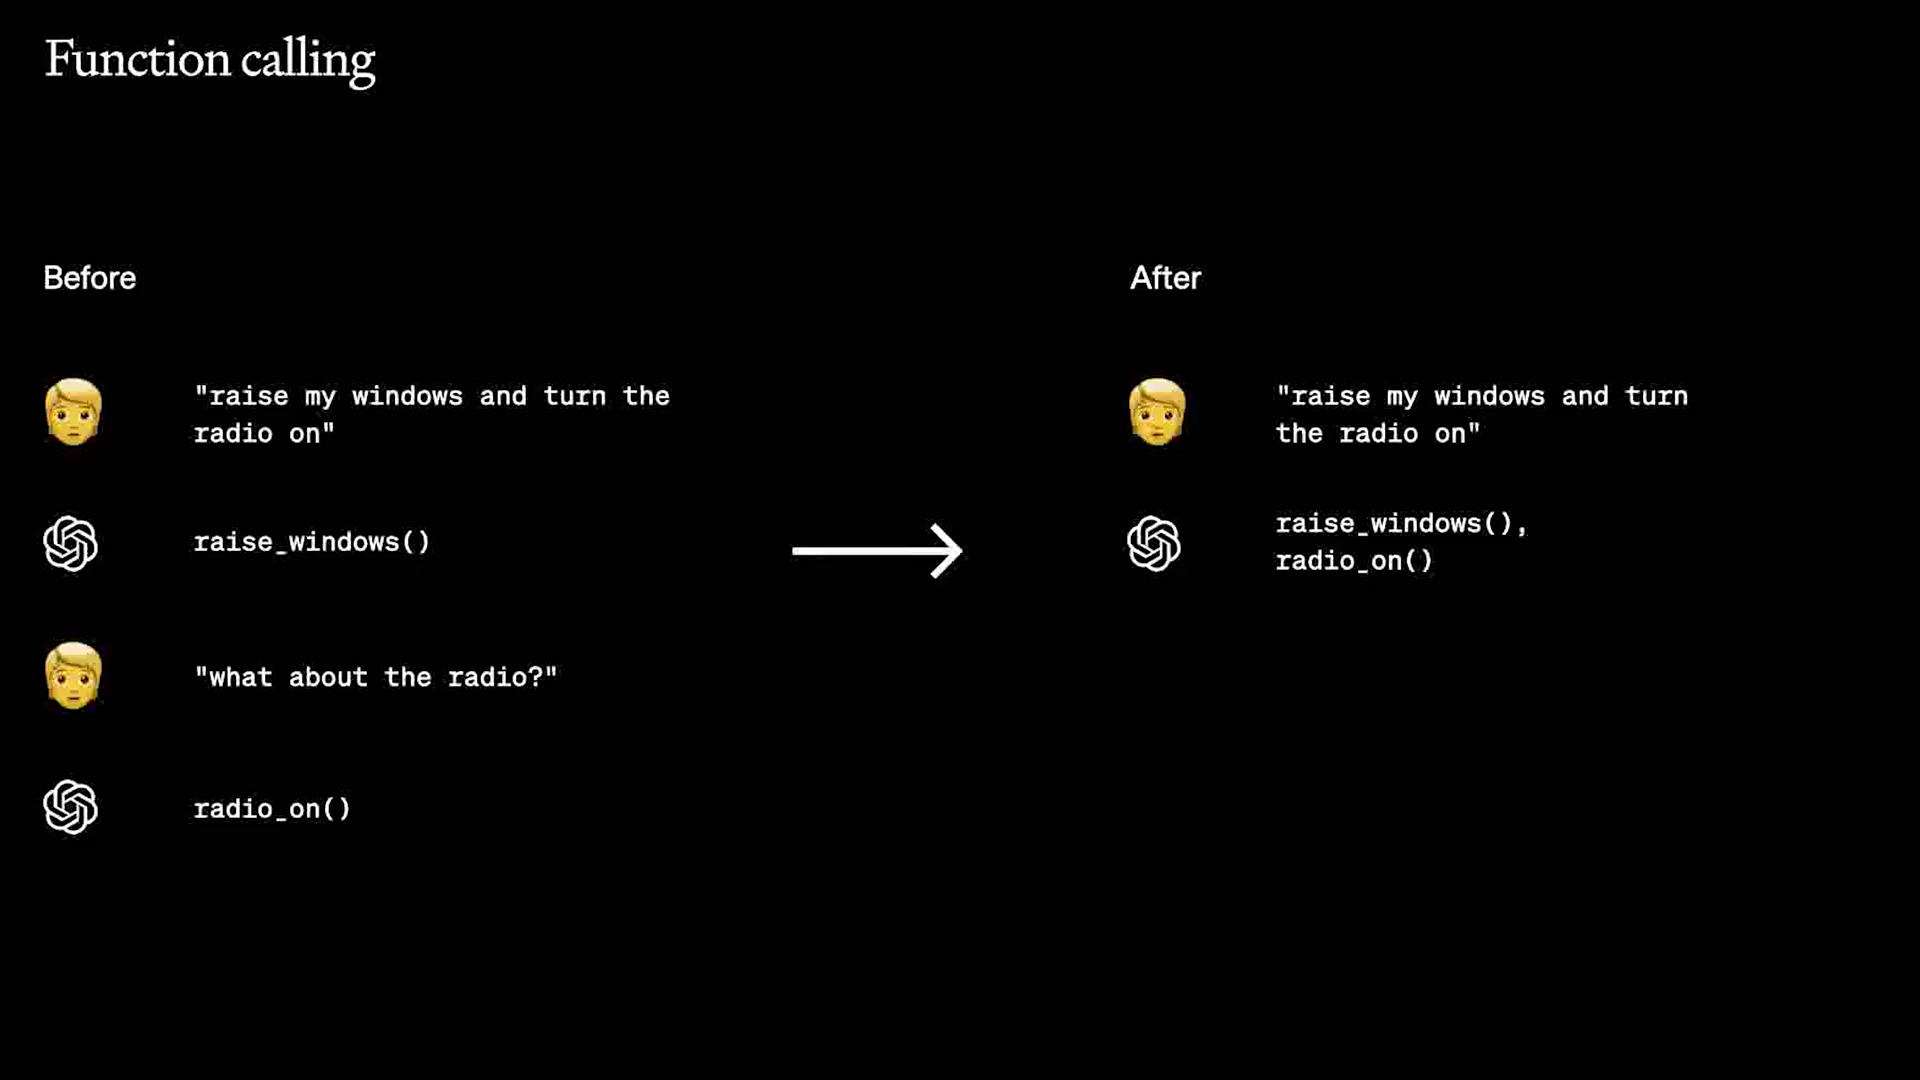 Function calling
Before
"raise my windows and turn the
radio on"
raise_windows()
"what about the radio?"
radio_on()
After
"raise my windows and turn
the radio on"
raise_windows(),
radio_on()